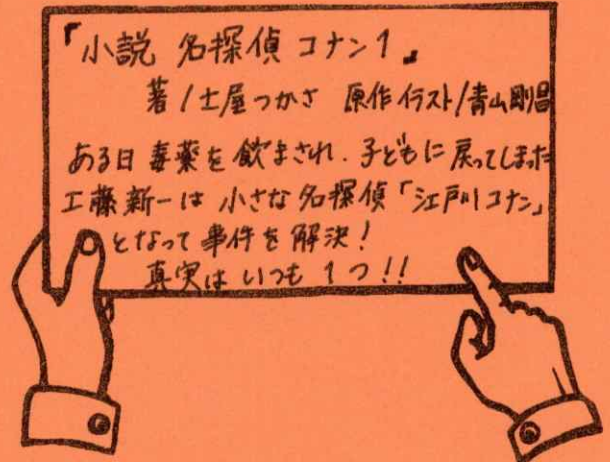 『小説 名探偵コナン1』
著/土屋つかさ 原作イラスト/青山剛昌
ある日毒薬を飲まされ、子どもに戻ってしまった
工藤新一は小さな名探偵「江戸川コナン」
となって事件を解決!
真実はいつも1つ!!